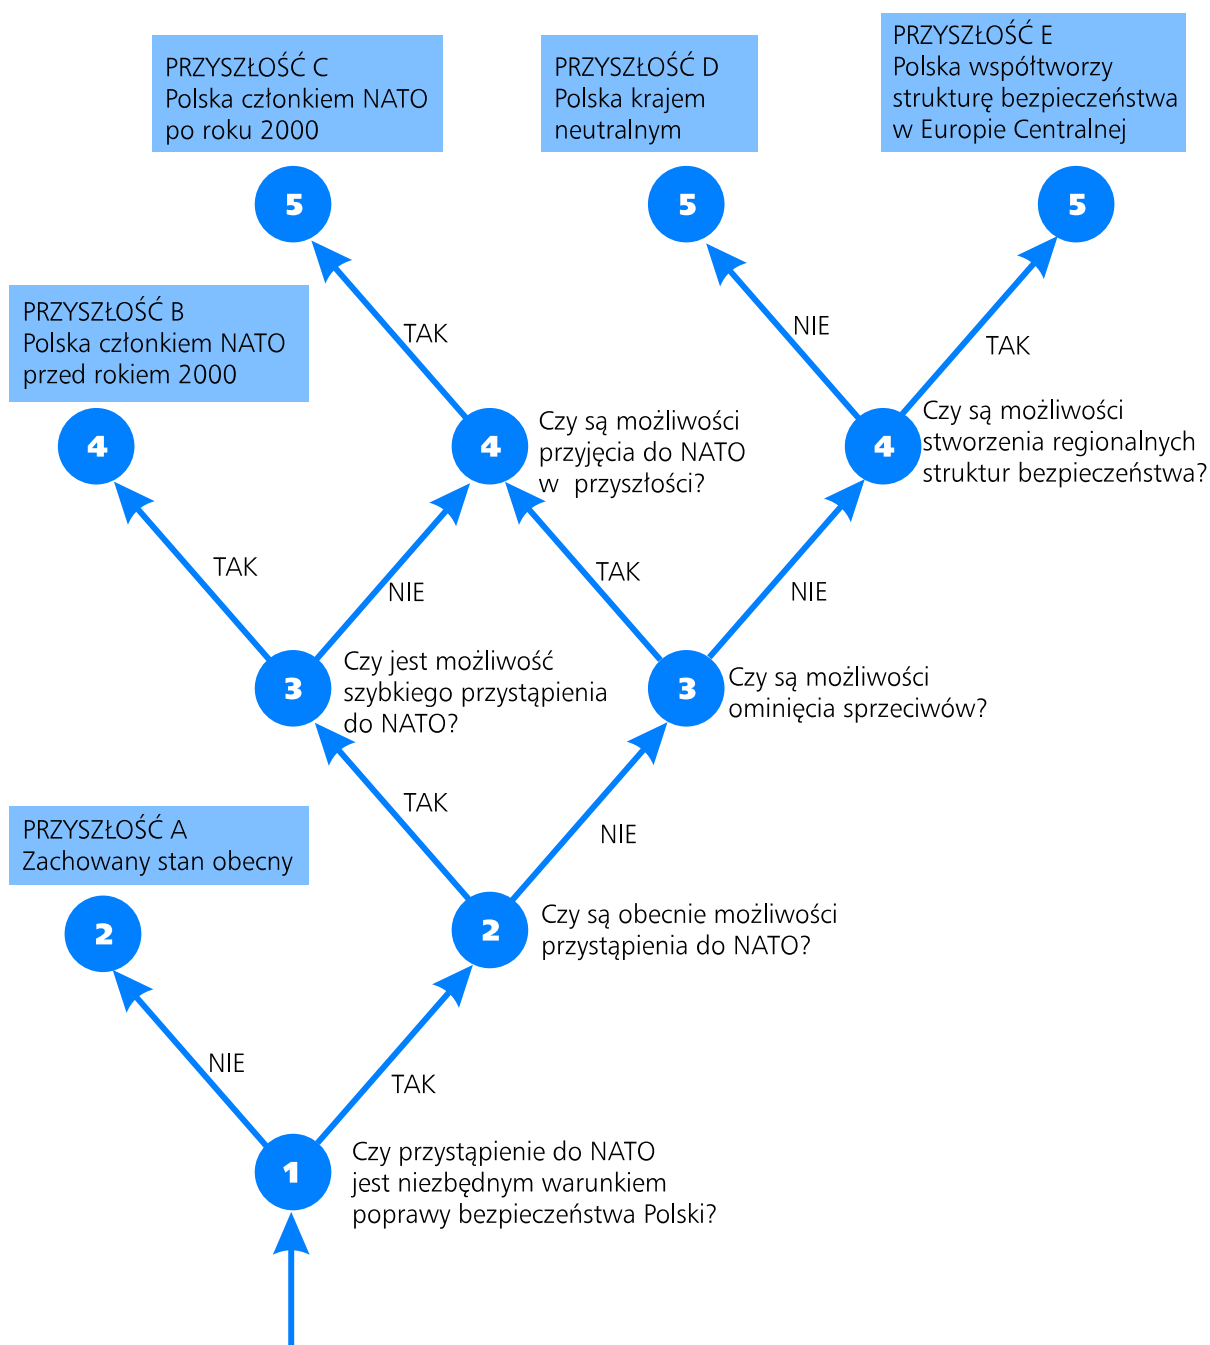 PRZYSZŁOŚĆ E
Polska współtworzy
strukturę bezpieczeństwa
w Europie Centralnej
PRZYSZŁOŚĆ C
Polska członkiem NATO
po roku 2000
PRZYSZŁOŚĆ D
Polska krajem
neutralnym
5
5
5
PRZYSZŁOŚĆ B
Polska członkiem NATO
przed rokiem 2000
TAK
NIE
TAK
4
4
Czy są możliwości
przyjęcia do NATO
w przyszłości?
4
Czy są możliwości
stworzenia regionalnych
struktur bezpieczeństwa?
TAK
NIE
TAK
NIE
3
Czy jest możliwość
szybkiego przystąpienia
do NATO?
3
Czy są możliwości
ominięcia sprzeciwów?
TAK
NIE
PRZYSZŁOŚĆ A
Zachowany stan obecny
2
2
Czy są obecnie możliwości
przystąpienia do NATO?
NIE
TAK
1
Czy przystąpienie do NATO
jest niezbędnym warunkiem
poprawy bezpieczeństwa Polski?